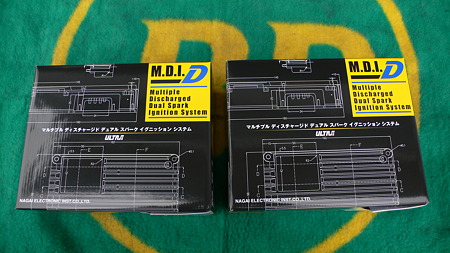 M.D.I. D
Multiple
Discharged
Dual Spark
Ignition System
マルチプル ディスチャージド デュアル スパーク イグニッション システム
ULTRA
NAGAI ELECTRONIC INST.CO.,LTD.
M.D.I. D
Multiple
Discharged
Dual Spark
Ignition System
マルチプル ディスチャージド デュアル スパーク イグニッション システム
ULTRA
NAGAI ELECTRONIC INST.CO.,LTD.